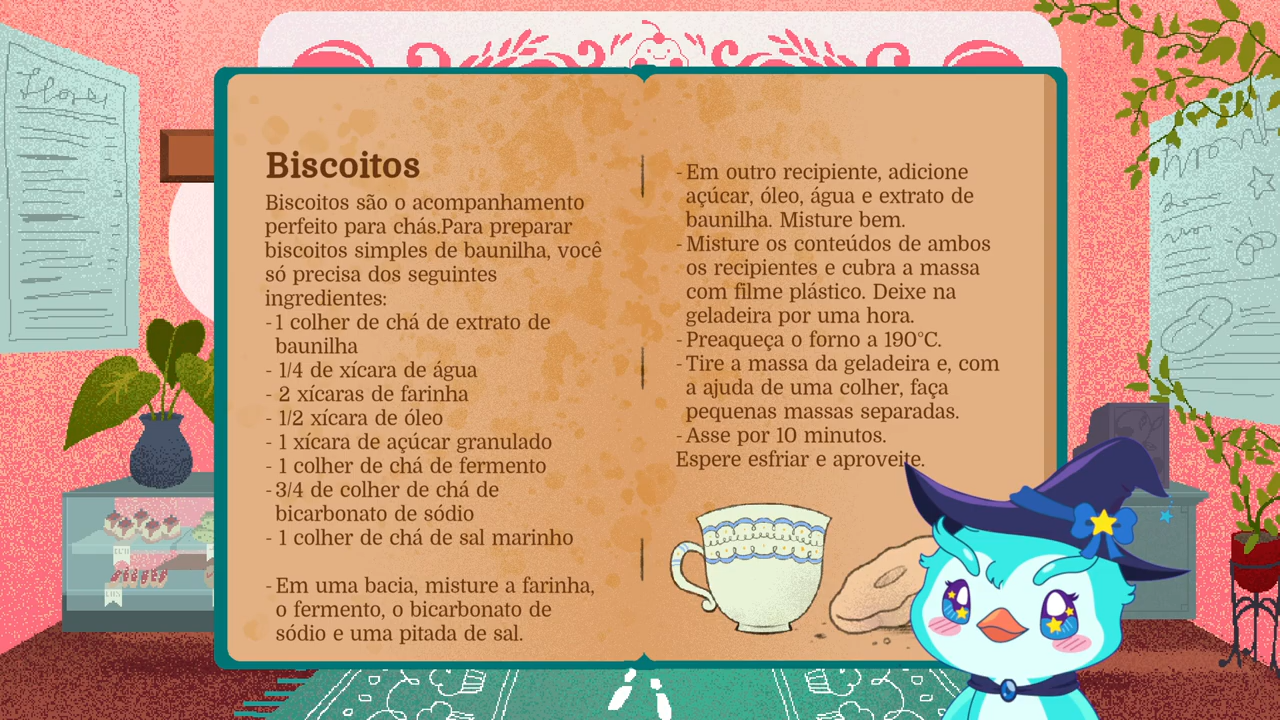 Biscoitos
Biscoitos são o acompanhamento
perfeito para chás.Para preparar
biscoitos simples de baunilha, você
só precisa dos seguintes
ingredientes:
- 1 colher de chá de extrato de
baunilha
- 1/4 de xícara de água
- 2 xícaras de farinha
- 1/2 xícara de óleo
- 1 xícara de açúcar granulado
- 1 colher de chá de fermento
- 3/4 de colher de chá de
bicarbonato de sódio
- 1 colher de chá de sal marinho
- Em uma bacia, misture a farinha,
o fermento, o bicarbonato de
sódio e uma pitada de sal.
- Em outro recipiente, adicione
açúcar, óleo, água e extrato de
baunilha. Misture bem.
- Misture os conteúdos de ambos
os recipientes e cubra a massa
com filme plástico. Deixe na
geladeira por uma hora.
- Preaqueça o forno a 190°C.
- Tire a massa da geladeira e, com
a ajuda de uma colher, faça
pequenas massas separadas.
- Asse por 10 minutos.
Espere esfriar e aproveite.